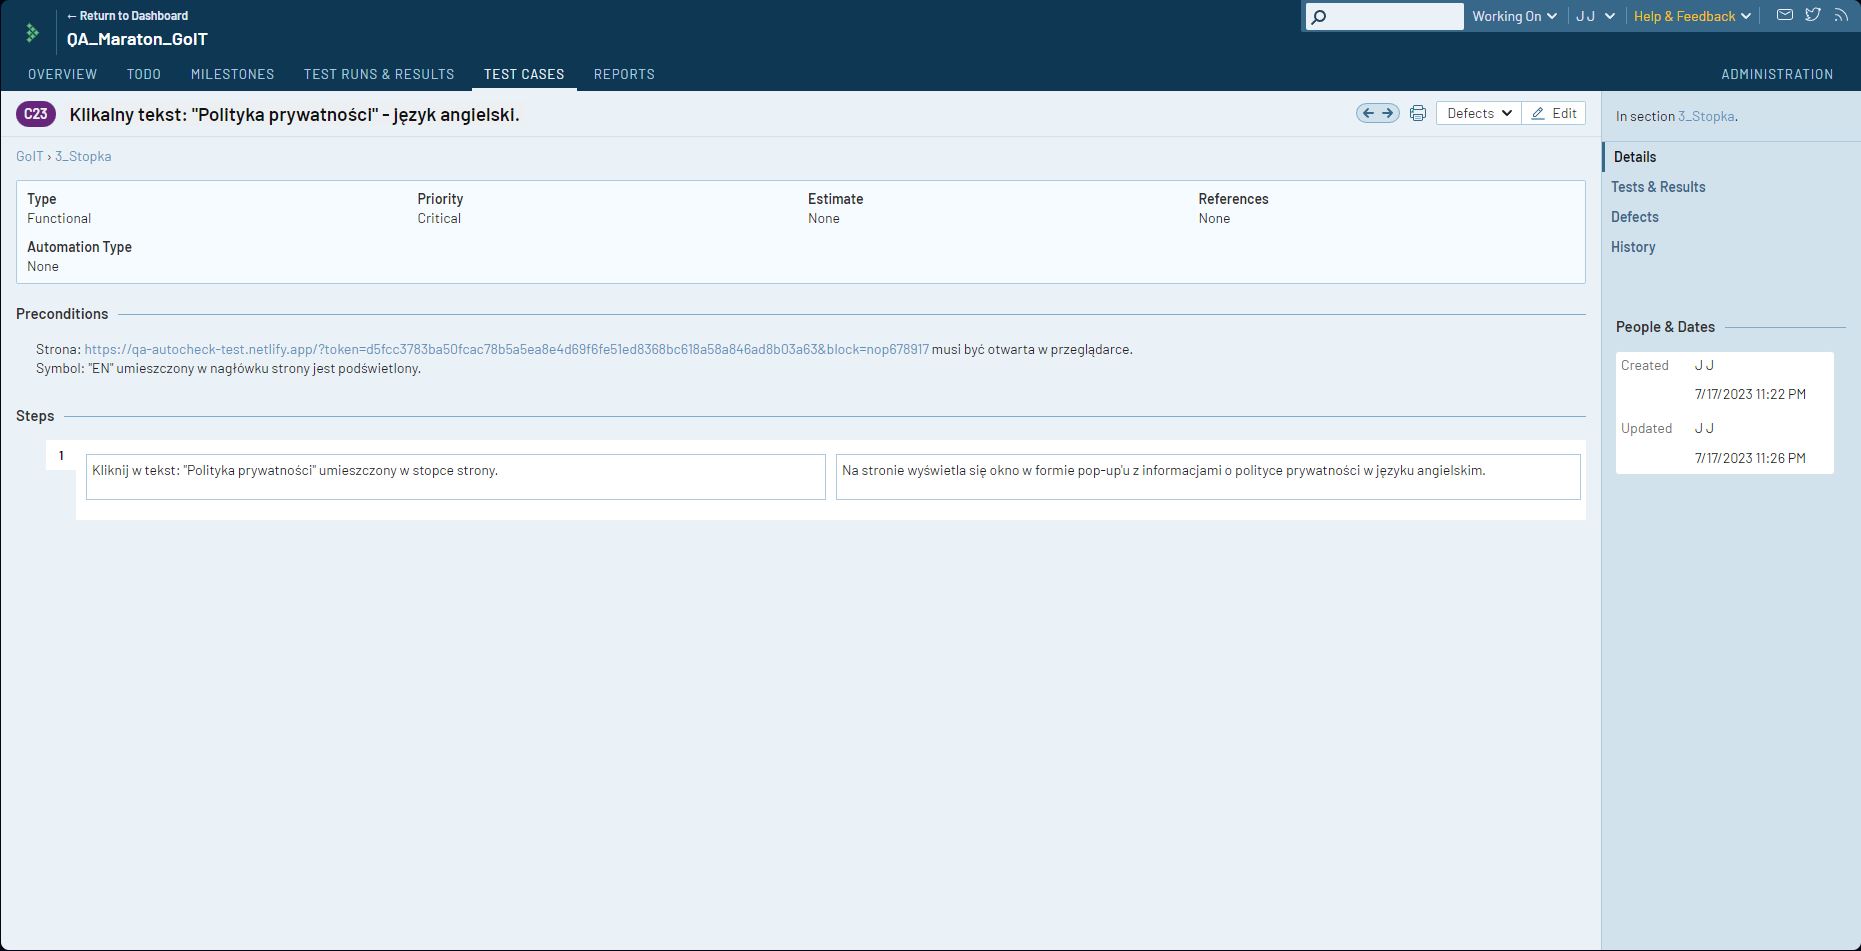 ← Return to Dashboard
QA_Maraton_GoIT
Working On
J J
Help & Feedback
OVERVIEW
TODO
MILESTONES
TEST RUNS & RESULTS
TEST CASES
REPORTS
ADMINISTRATION
C23
Klikalny tekst: "Polityka prywatności" - język angielski.
Defects
Edit
GoIT › 3_Stopka
Type
Functional
Priority
Critical
Estimate
None
References
None
Automation Type
None
Preconditions
Strona: https://qa-autocheck-test.netlify.app/?token=d5fcc3783ba50fcac78b5a5ea8e4d69f6fe51ed8368bc618a58a846ad8b03a63&block=nop678917 musi być otwarta w przeglądarce.
Symbol: "EN" umieszczony w nagłówku strony jest podświetlony.
Steps
1
Kliknij w tekst: "Polityka prywatności" umieszczony w stopce strony.
Na stronie wyświetla się okno w formie pop-up'u z informacjami o polityce prywatności w języku angielskim.
In section 3_Stopka.
Details
Tests & Results
Defects
History
People & Dates
Created J J
7/17/2023 11:22 PM
Updated J J
7/17/2023 11:26 PM